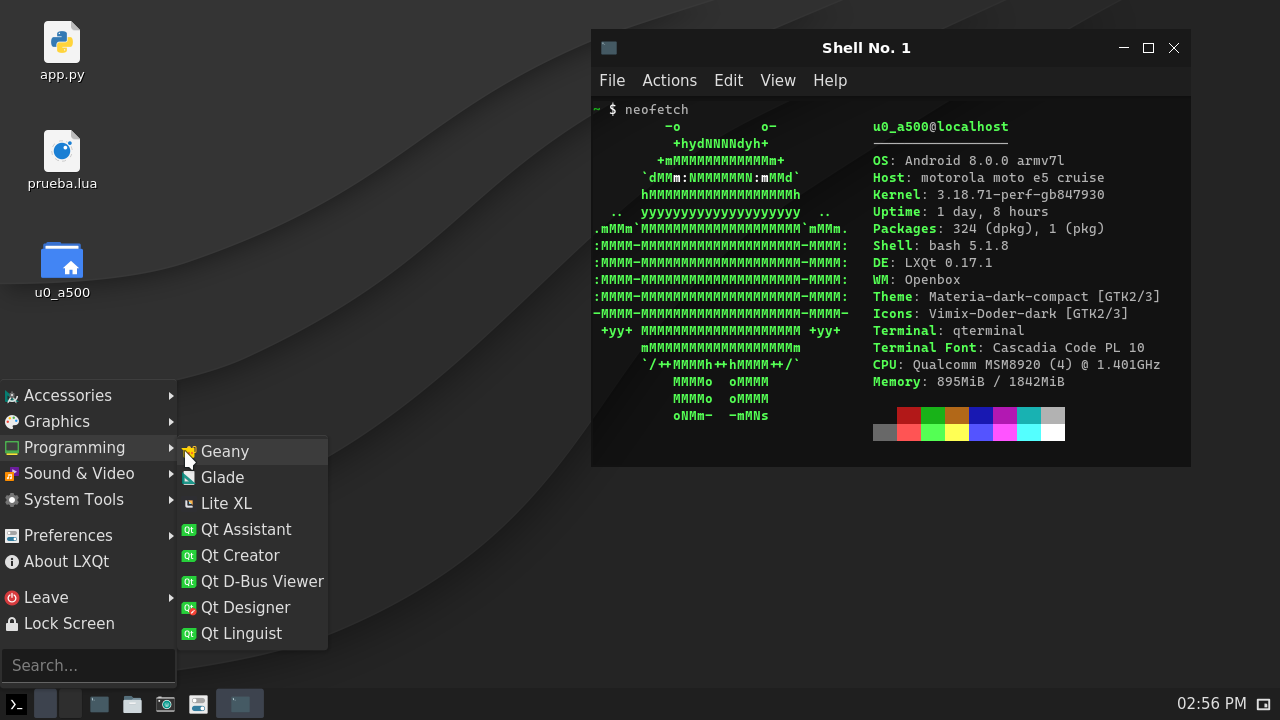 app.py
prueba.lua
u0_a500
Shell No. 1
File Actions Edit View Help
~ $ neofetch
-o o-
+hydNNNNdyh+
+mMMMMMMMMMMMMm+
`dMMm:NMMMMMMN:mMMd`
hMMMMMMMMMMMMMMMMMMh
.. yyyyyyyyyyyyyyyyyyyy ..
.mMMm`MMMMMMMMMMMMMMMMMMMM`mMMm.
:MMMM-MMMMMMMMMMMMMMMMMMMM-MMMM:
:MMMM-MMMMMMMMMMMMMMMMMMMM-MMMM:
:MMMM-MMMMMMMMMMMMMMMMMMMM-MMMM:
:MMMM-MMMMMMMMMMMMMMMMMMMM-MMMM:
-MMMM-MMMMMMMMMMMMMMMMMMMM-MMMM-
+yy+ MMMMMMMMMMMMMMMMMMMM +yy+
mMMMMMMMMMMMMMMMMMMm
`/++MMMMh++hMMMM++/`
MMMMo oMMMM
MMMMo oMMMM
oNMm- -mMNs
u0_a500@localhost
-----------------
OS: Android 8.0.0 armv7l
Host: motorola moto e5 cruise
Kernel: 3.18.71-perf-gb847930
Uptime: 1 day, 8 hours
Packages: 324 (dpkg), 1 (pkg)
Shell: bash 5.1.8
DE: LXQt 0.17.1
WM: Openbox
Theme: Materia-dark-compact [GTK2/3]
Icons: Vimix-Doder-dark [GTK2/3]
Terminal: qterminal
Terminal Font: Cascadia Code PL 10
CPU: Qualcomm MSM8920 (4) @ 1.401GHz
Memory: 895MiB / 1842MiB
Accessories
Graphics
Programming
Sound & Video
System Tools
Preferences
About LXQt
Leave
Lock Screen
Search...
Geany
Glade
Lite XL
Qt Assistant
Qt Creator
Qt D-Bus Viewer
Qt Designer
Qt Linguist
02:56 PM